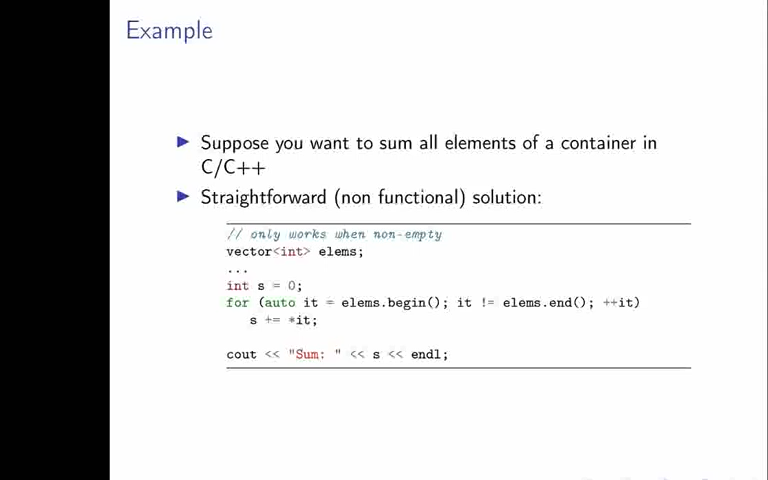 Example
▶ Suppose you want to sum all elements of a container in
C/C++
▶ Straightforward (non functional) solution:
// only works when non-empty
vector<int> elems;
...
int s = 0;
for (auto it = elems.begin(); it != elems.end(); ++it)
s += *it;
cout << "Sum: " << s << endl;